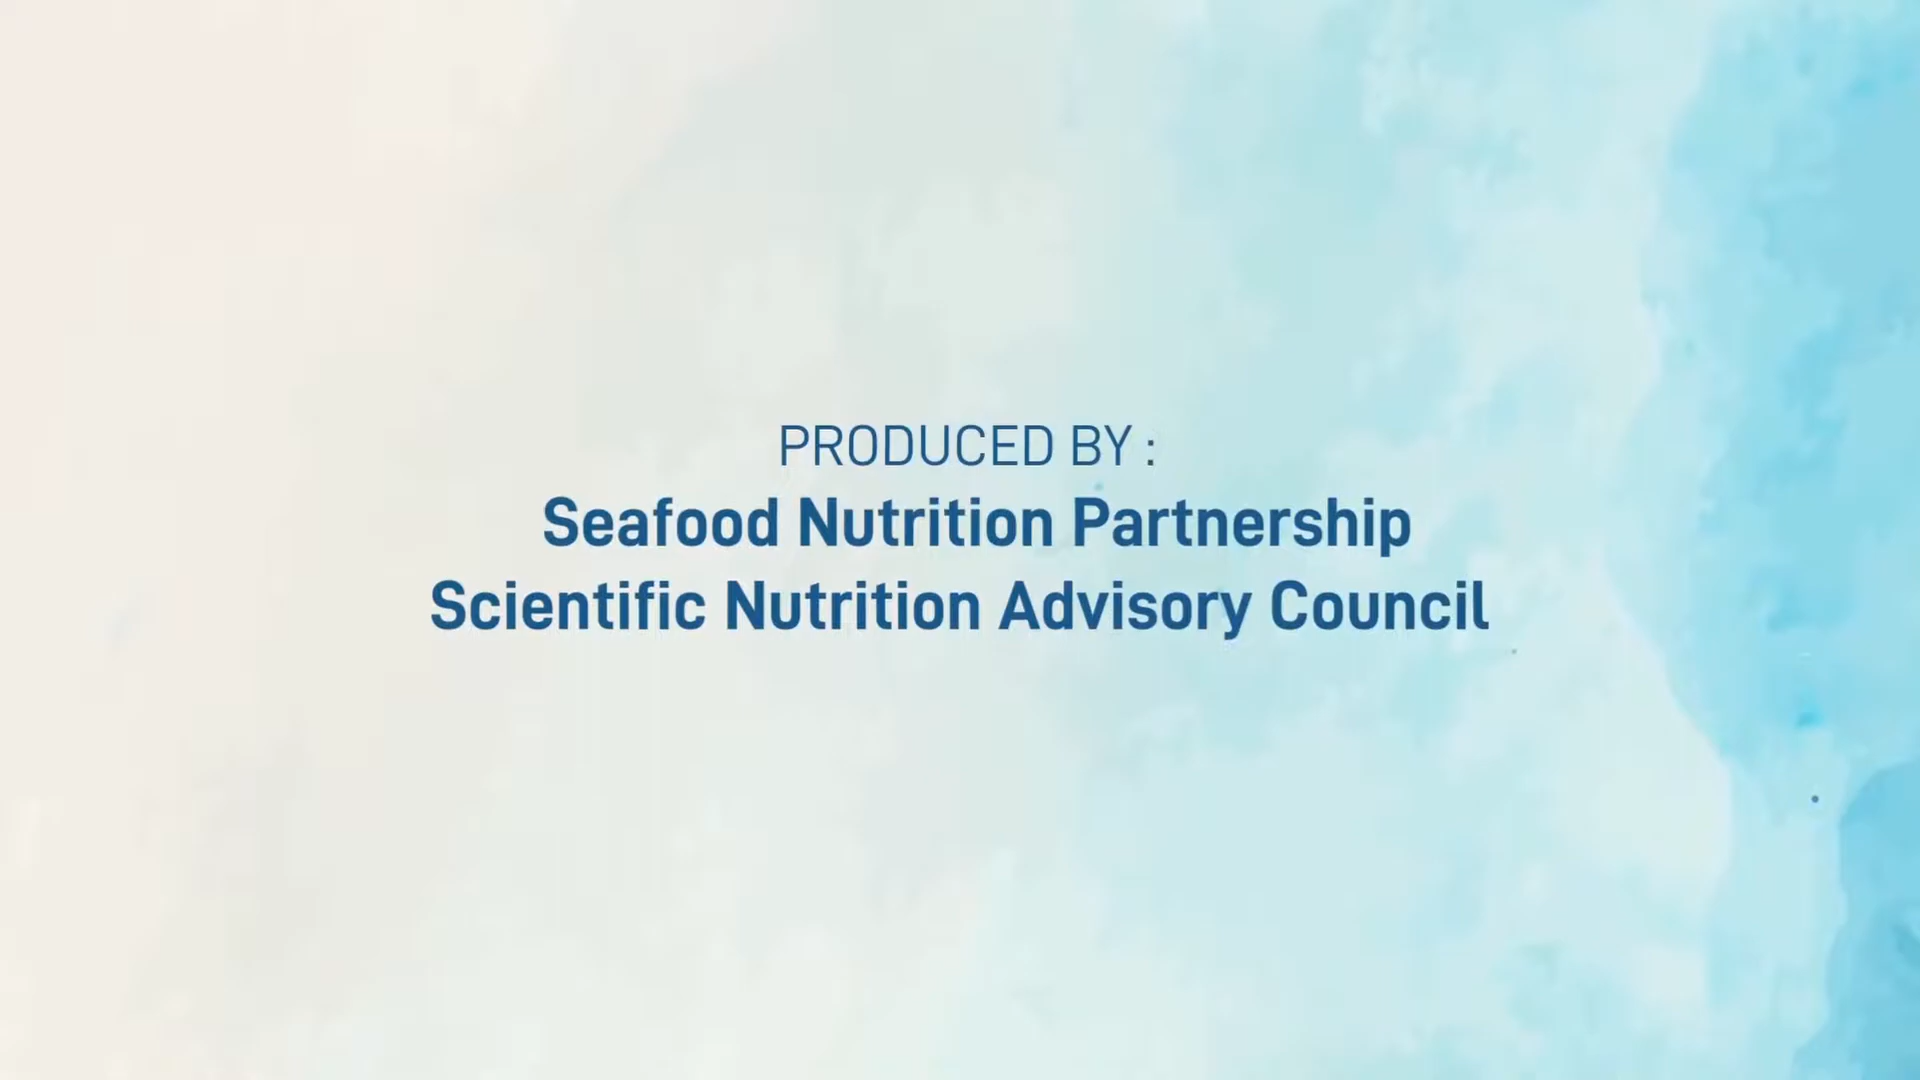 PRODUCED BY :
Seafood Nutrition Partnership
Scientific Nutrition Advisory Council